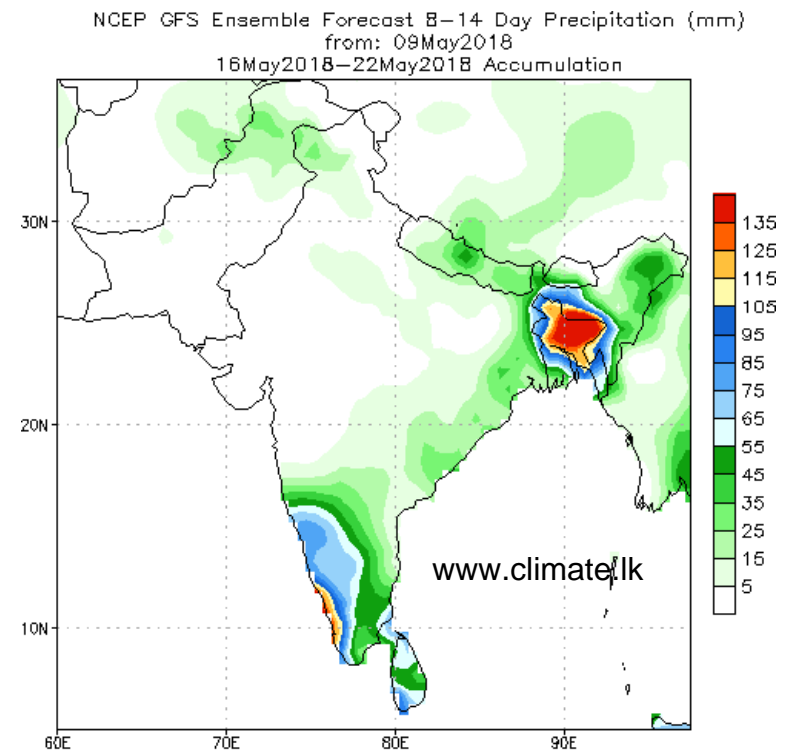 NCEP GFS Ensemble Forecast 8-14 Day Precipitation (mm)
from: 09May2018
16May2018-22May2018 Accumulation
30N
20N
10N
60E
70E
80E
90E
www.climate.lk
135
125
115
105
95
85
75
65
55
45
35
25
15
5